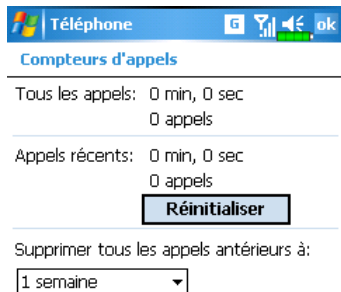 Téléphone G ok
Compteurs d'appels
Tous les appels: 0 min, 0 sec
0 appels
Appels récents: 0 min, 0 sec
0 appels
Réinitialiser
Supprimer tous les appels antérieurs à:
1 semaine